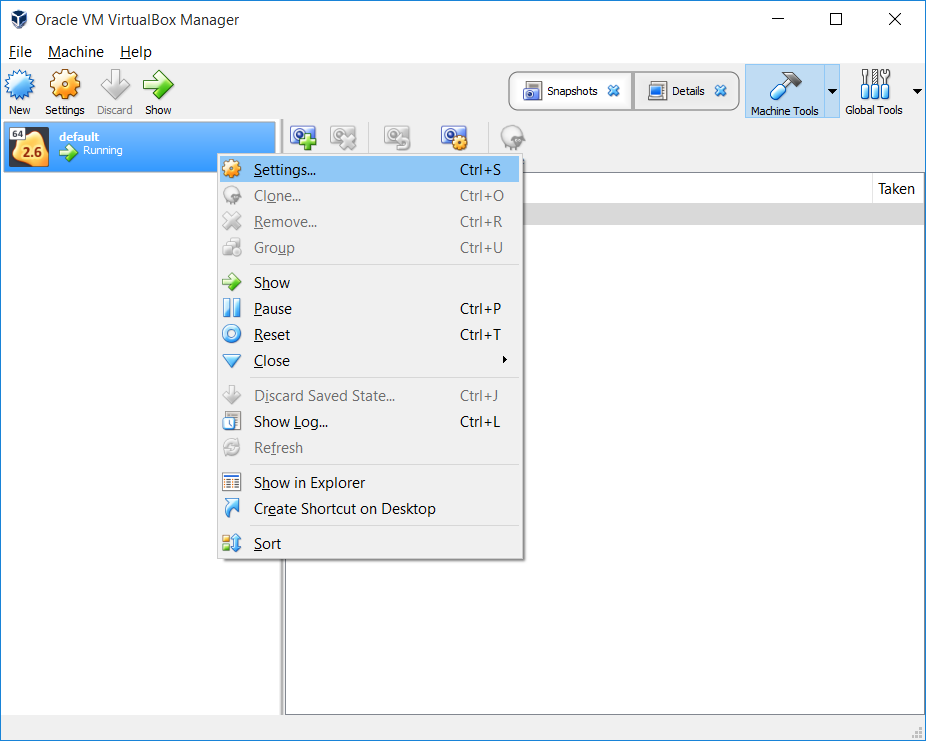 Oracle VM VirtualBox Manager
File Machine Help
New Settings Discard Show
Snapshots Details Machine Tools Global Tools
64
2.6
default
Running
Taken
Settings... Ctrl+S
Clone... Ctrl+O
Remove... Ctrl+R
Group Ctrl+U
Show
Pause Ctrl+P
Reset Ctrl+T
Close
Discard Saved State... Ctrl+J
Show Log... Ctrl+L
Refresh
Show in Explorer
Create Shortcut on Desktop
Sort